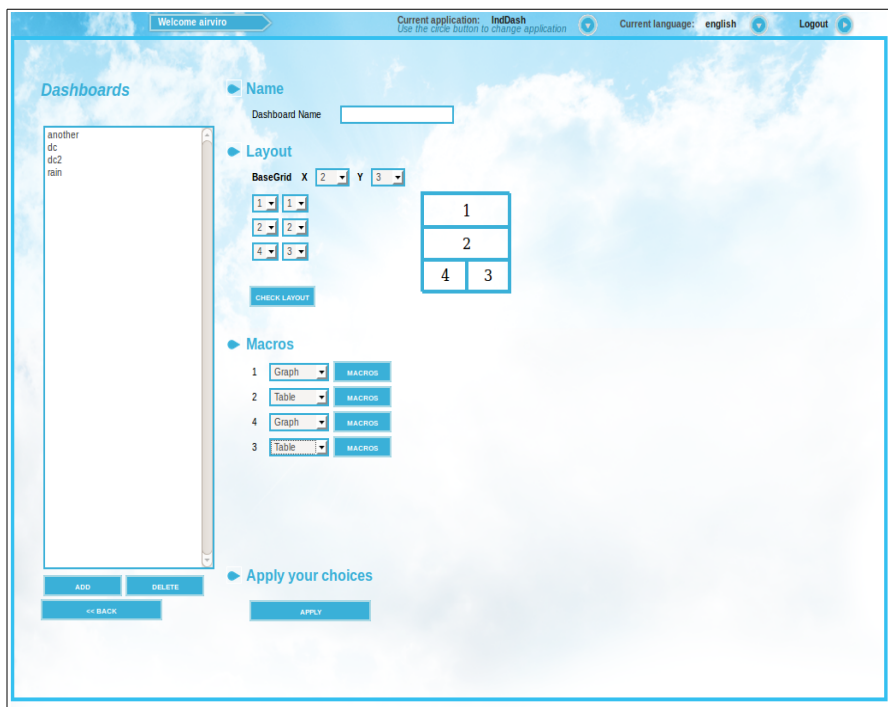 Welcome airviro
Current application: IndDash
Use the circle button to change application
Current language: english
Logout
Dashboards
another
dc
dc2
rain
ADD DELETE
<< BACK
Name
Dashboard Name
Layout
BaseGrid X 2 Y 3
1 1
2 2
4 3
CHECK LAYOUT
1
2
4 3
Macros
1 Graph MACROS
2 Table MACROS
4 Graph MACROS
3 Table MACROS
Apply your choices
APPLY